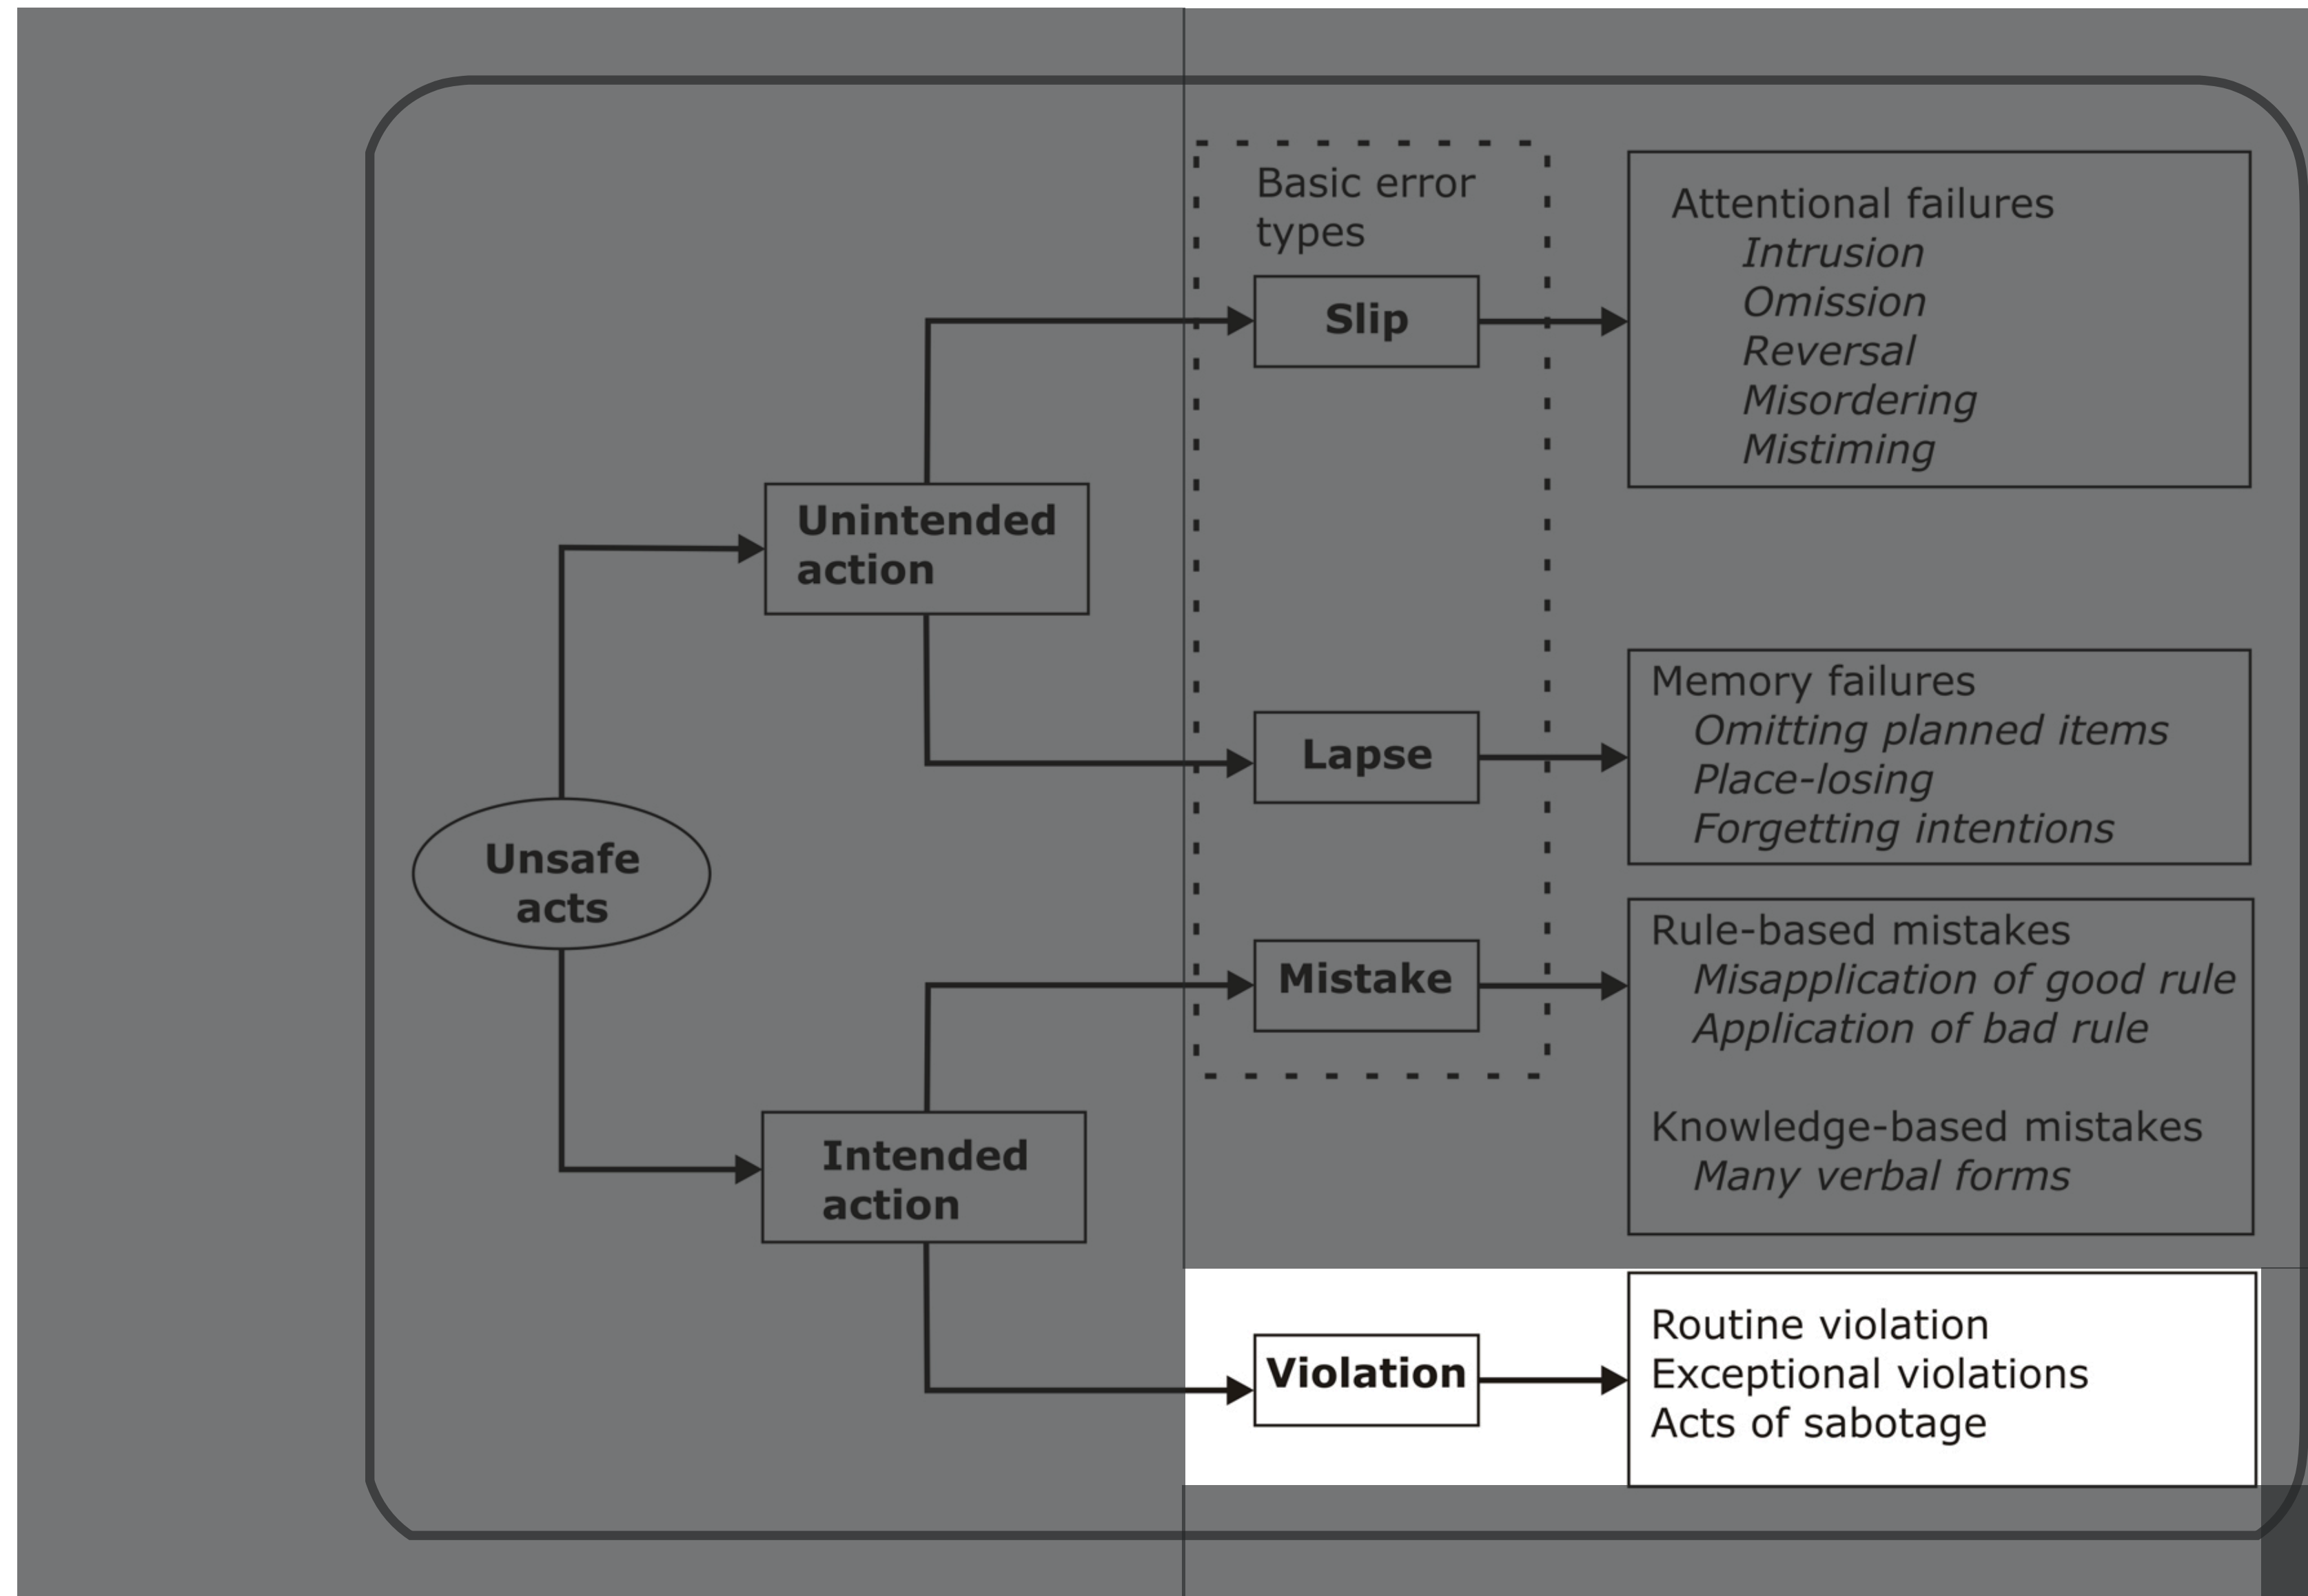 Basic error
types
Slip
Attentional failures
Intrusion
Omission
Reversal
Misordering
Mistiming
Unintended
action
Lapse
Memory failures
Omitting planned items
Place-losing
Forgetting intentions
Unsafe
acts
Mistake
Rule-based mistakes
Misapplication of good rule
Application of bad rule
Knowledge-based mistakes
Many verbal forms
Intended
action
Violation
Routine violation
Exceptional violations
Acts of sabotage